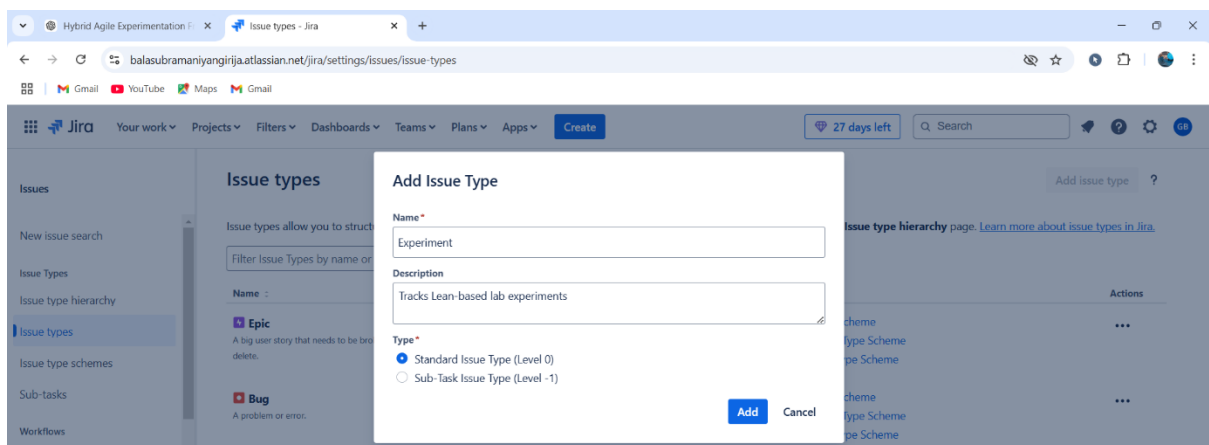 Hybrid Agile Experimentation F
Issue types - Jira
balasubramaniyangirija.atlassian.net/jira/settings/issues/issue-types
Gmail YouTube Maps Gmail
Jira Your work Projects Filters Dashboards Teams Plans Apps Create 27 days left Search GB
Issues
New issue search
Issue Types
Issue type hierarchy
Issue types
Issue type schemes
Sub-tasks
Workflows
Issue types
Add issue type ?
Issue types allow you to struct
Issue type hierarchy page. Learn more about issue types in Jira.
Filter Issue Types by name or
Name
Actions
Epic
A big user story that needs to be bro
delete.
cheme
Type Scheme
pe Scheme
Bug
A problem or error.
cheme
Type Scheme
pe Scheme
Add Issue Type
Name*
Experiment
Description
Tracks Lean-based lab experiments
Type*
Standard Issue Type (Level 0)
Sub-Task Issue Type (Level -1)
Add Cancel